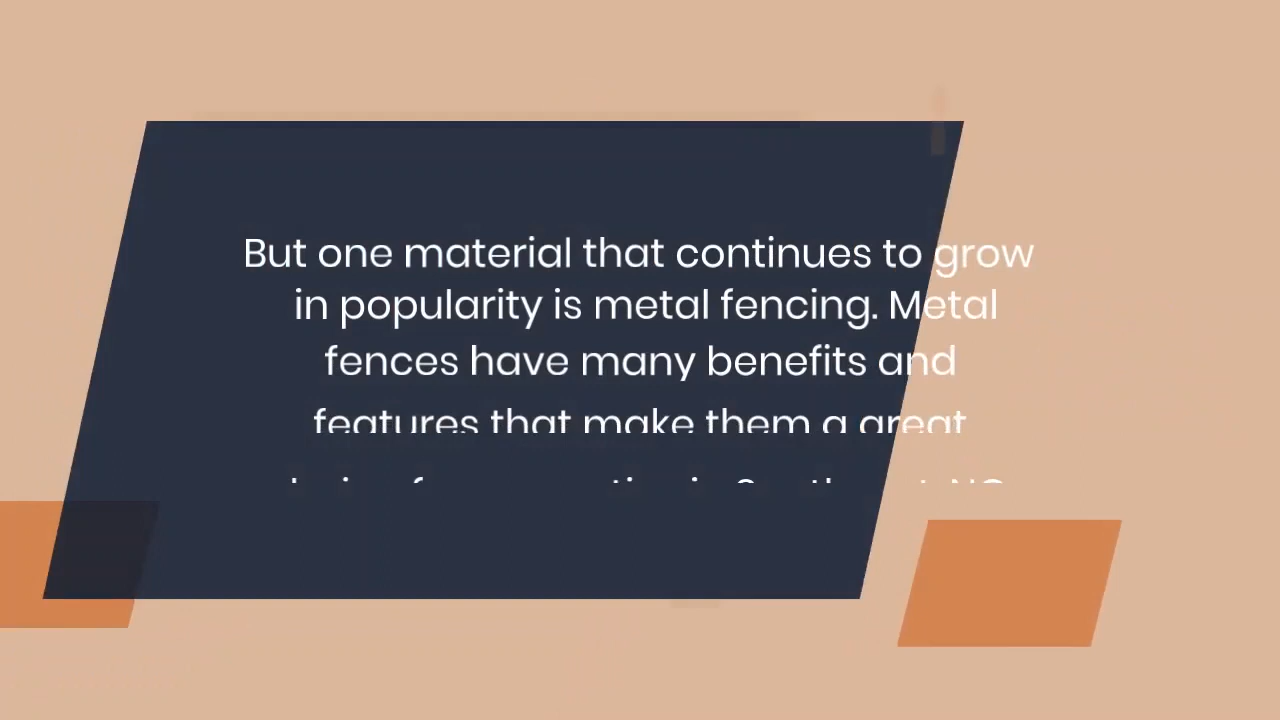 But one material that continues to grow
in popularity is metal fencing. Metal
fences have many benefits and
features that make them a great